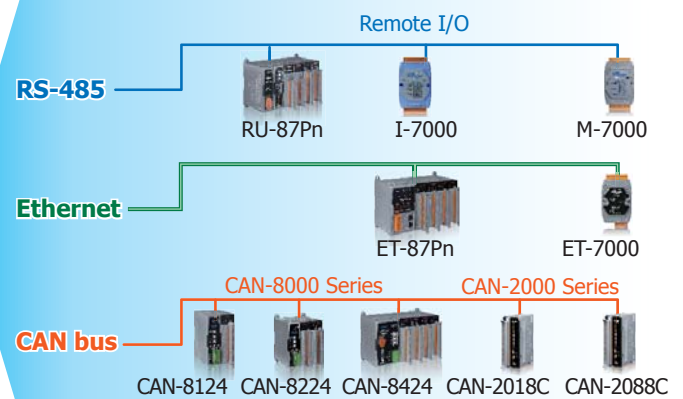 Remote I/O
RS-485
RU-87Pn I-7000 M-7000
Ethernet
ET-87Pn ET-7000
CAN-8000 Series CAN-2000 Series
CAN bus
CAN-8124 CAN-8224 CAN-8424 CAN-2018C CAN-2088C